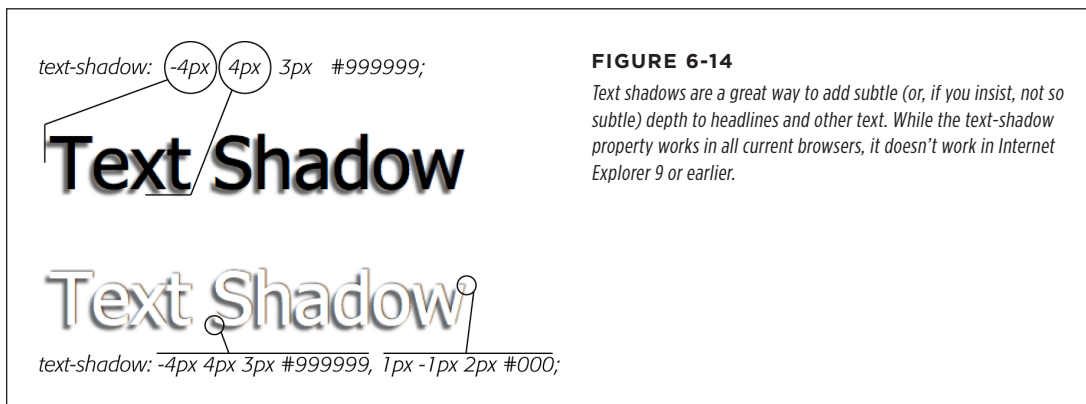 text-shadow: -4px 4px 3px #999999;
Text Shadow
Text Shadow
text-shadow: -4px 4px 3px #999999, 1px -1px 2px #000;
FIGURE 6-14
Text shadows are a great way to add subtle (or, if you insist, not so
subtle) depth to headlines and other text. While the text-shadow
property works in all current browsers, it doesn’t work in Internet
Explorer 9 or earlier.